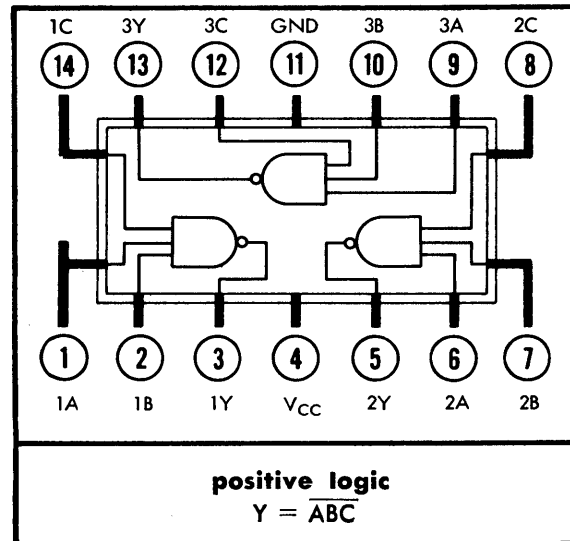 1C 3Y 3C GND 3B 3A 2C
14 13 12 11 10 9 8
1 2 3 4 5 6 7
1A 1B 1Y VCC 2Y 2A 2B
positive logic
Y = A̅B̅C̅